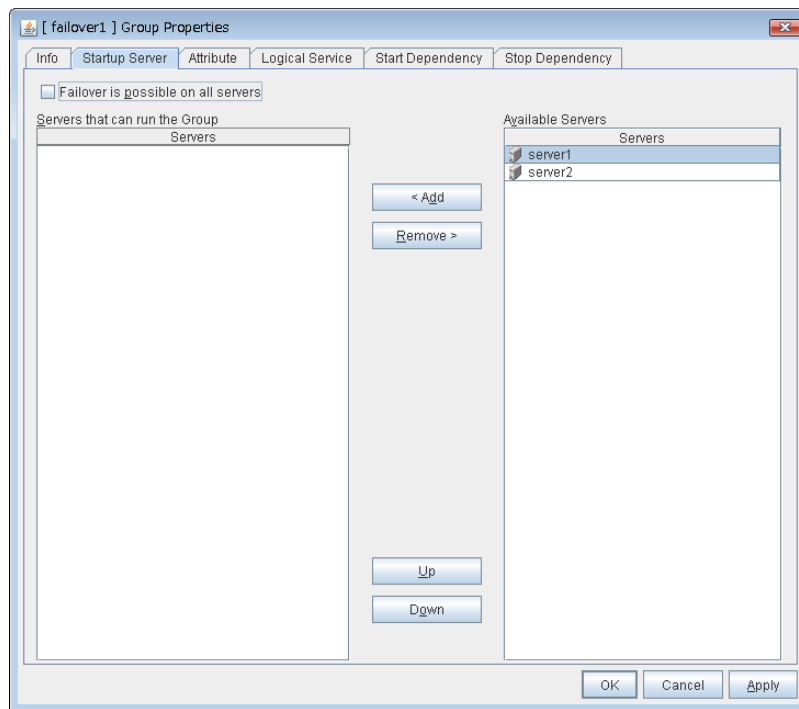 [ failover1 ] Group Properties
Info
Startup Server
Attribute
Logical Service
Start Dependency
Stop Dependency
Failover is possible on all servers
Servers that can run the Group
Available Servers
Servers
Servers
server1
server2
< Add
Remove >
Up
Down
OK
Cancel
Apply